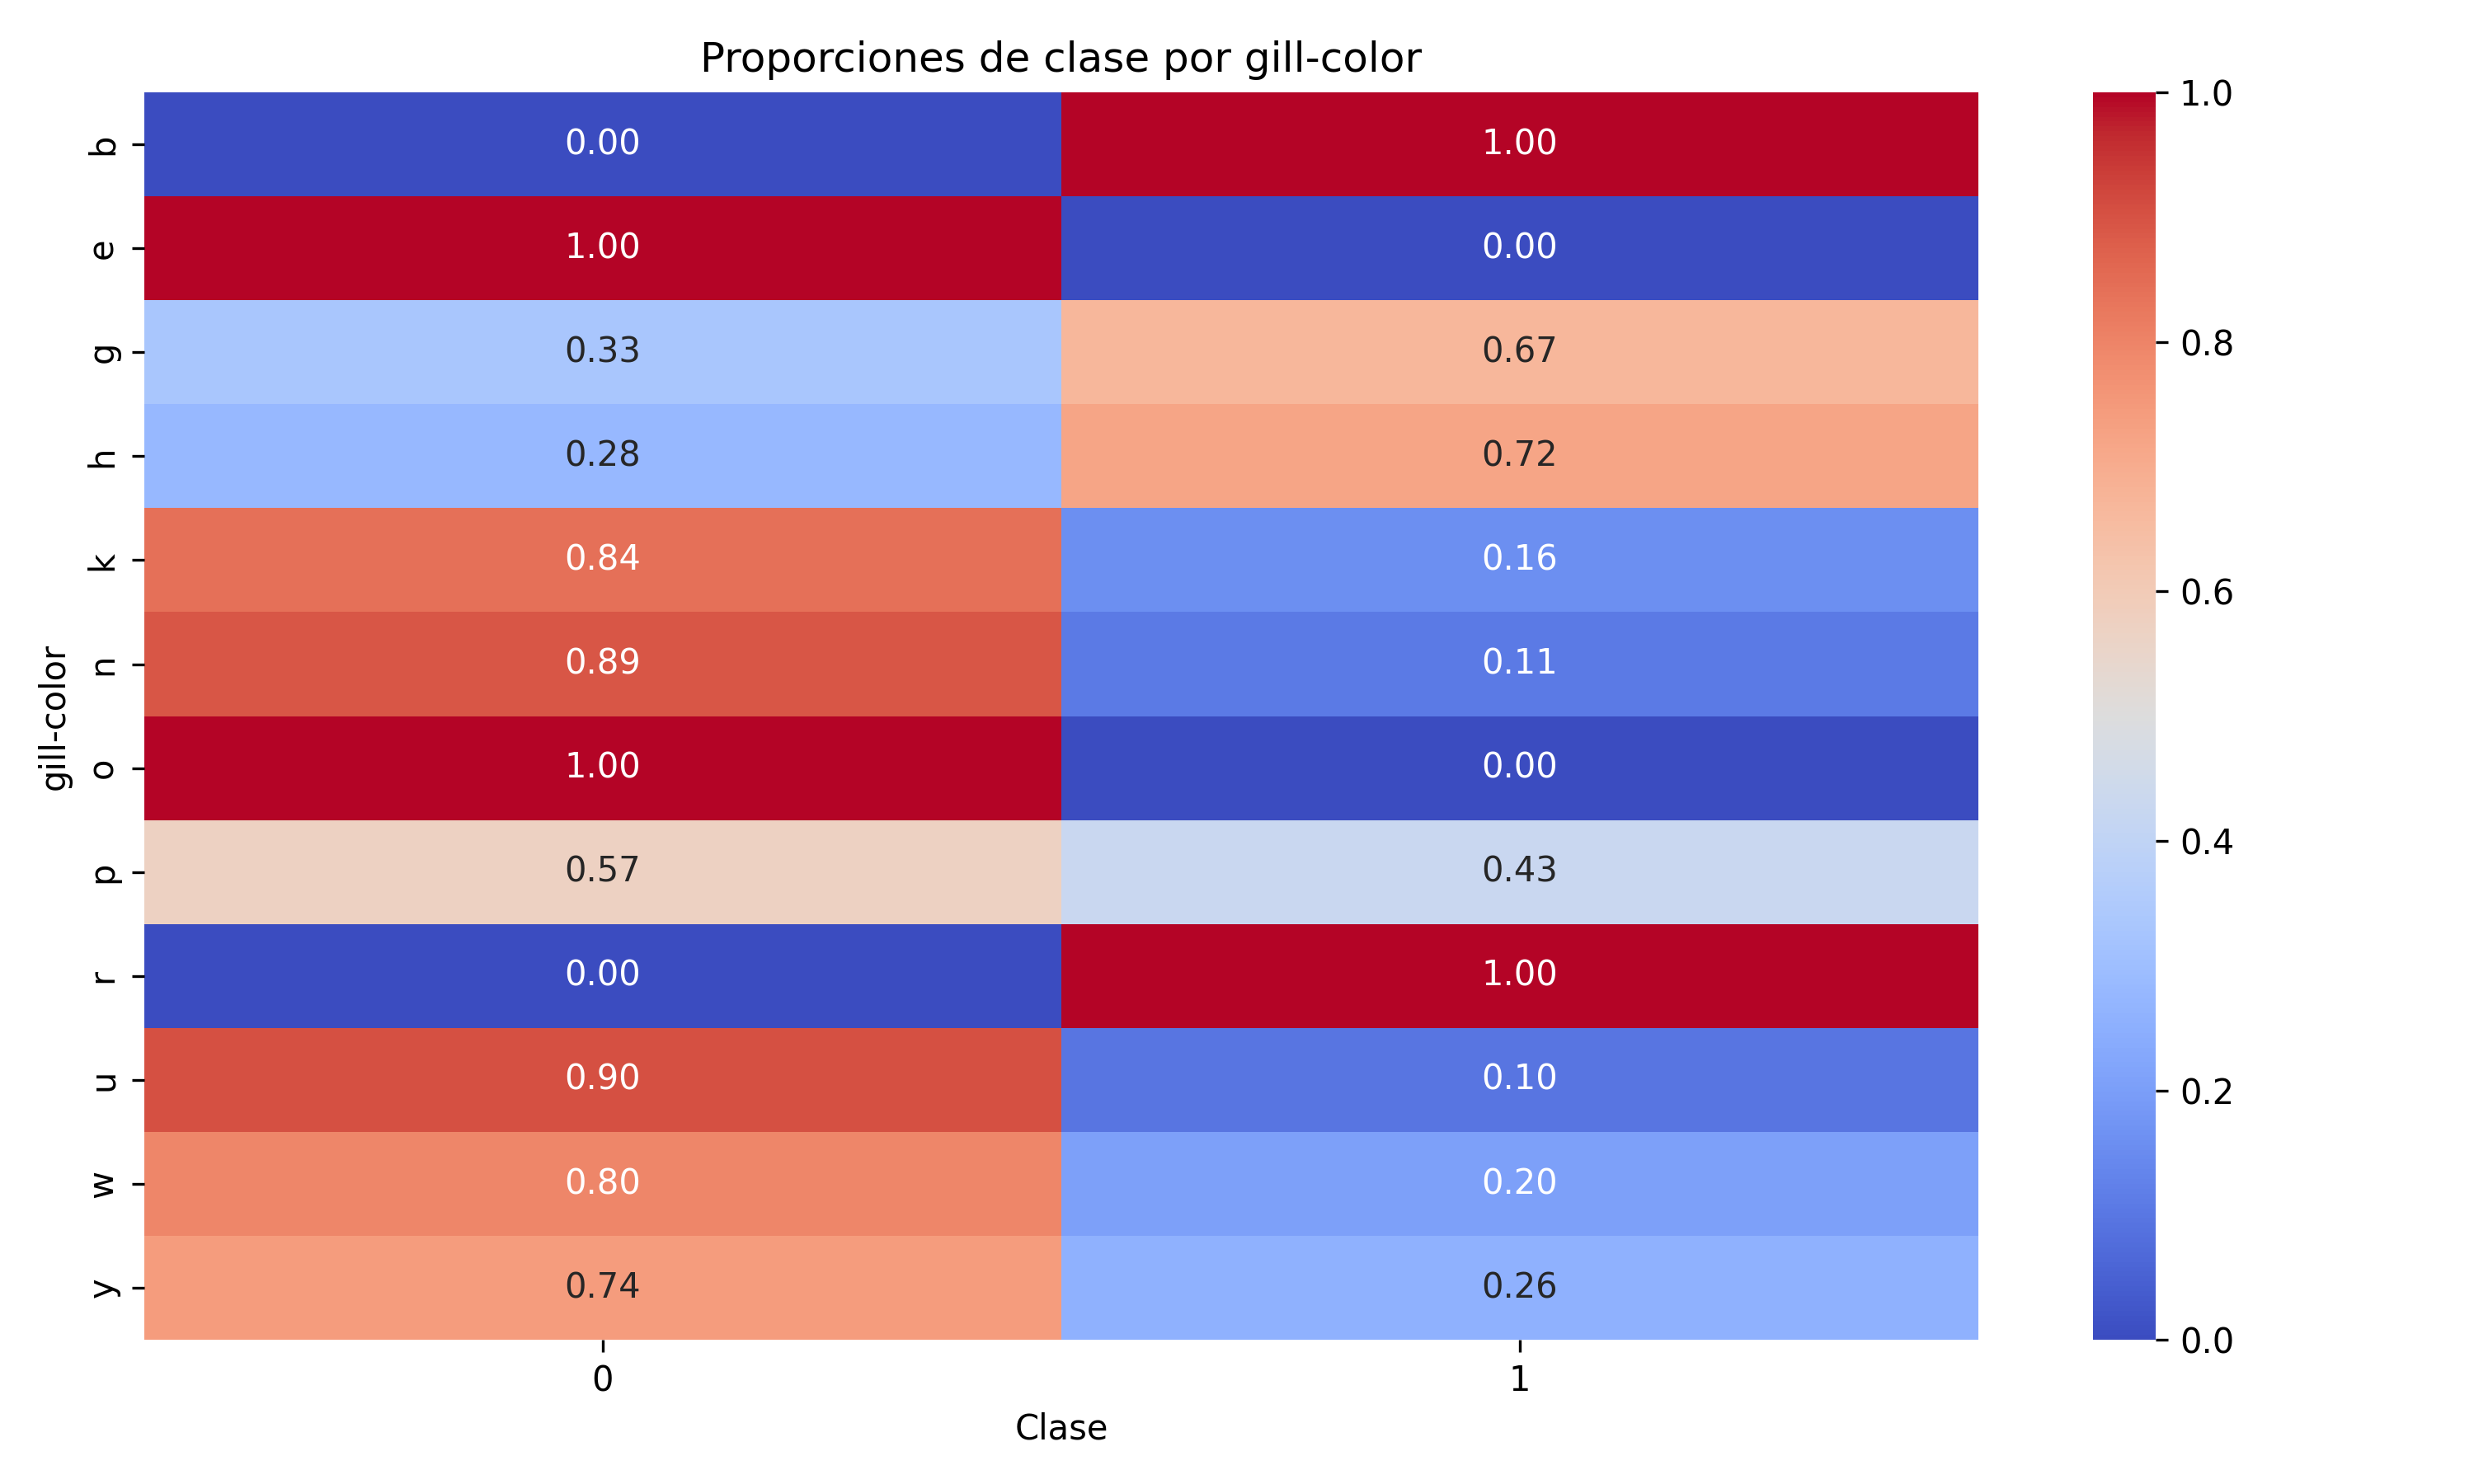 Proporciones de clase por gill-color
b 0.00 1.00
e 1.00 0.00
g 0.33 0.67
h 0.28 0.72
k 0.84 0.16
n 0.89 0.11
o 1.00 0.00
p 0.57 0.43
r 0.00 1.00
u 0.90 0.10
w 0.80 0.20
y 0.74 0.26
gill-color
0 1
Clase
1.0
0.8
0.6
0.4
0.2
0.0